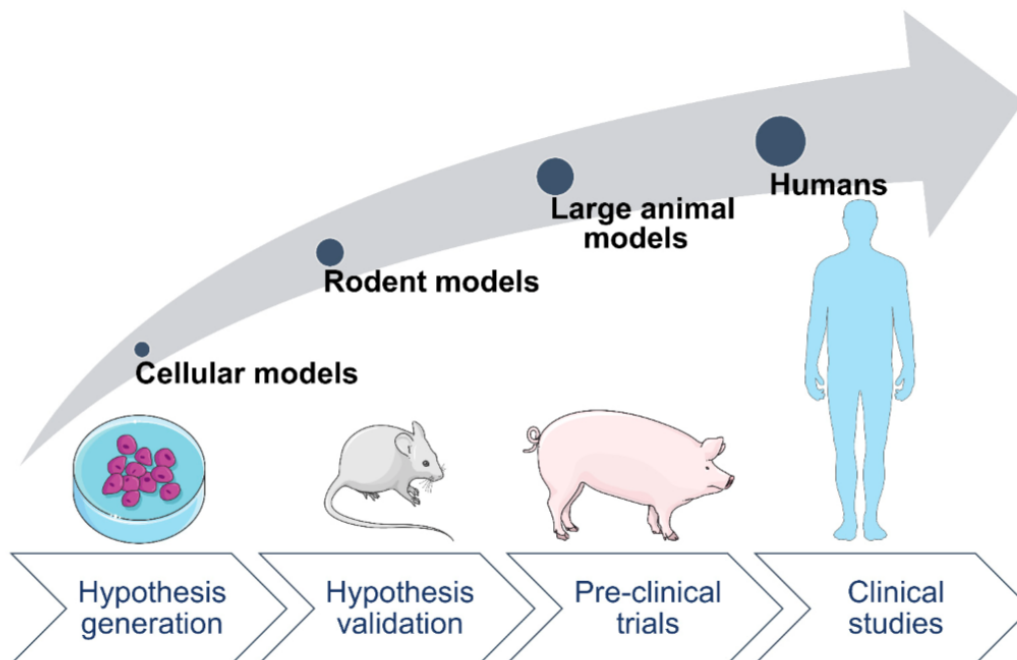 Humans
Large animal
models
Rodent models
Cellular models
Hypothesis
generation
Hypothesis
validation
Pre-clinical
trials
Clinical
studies